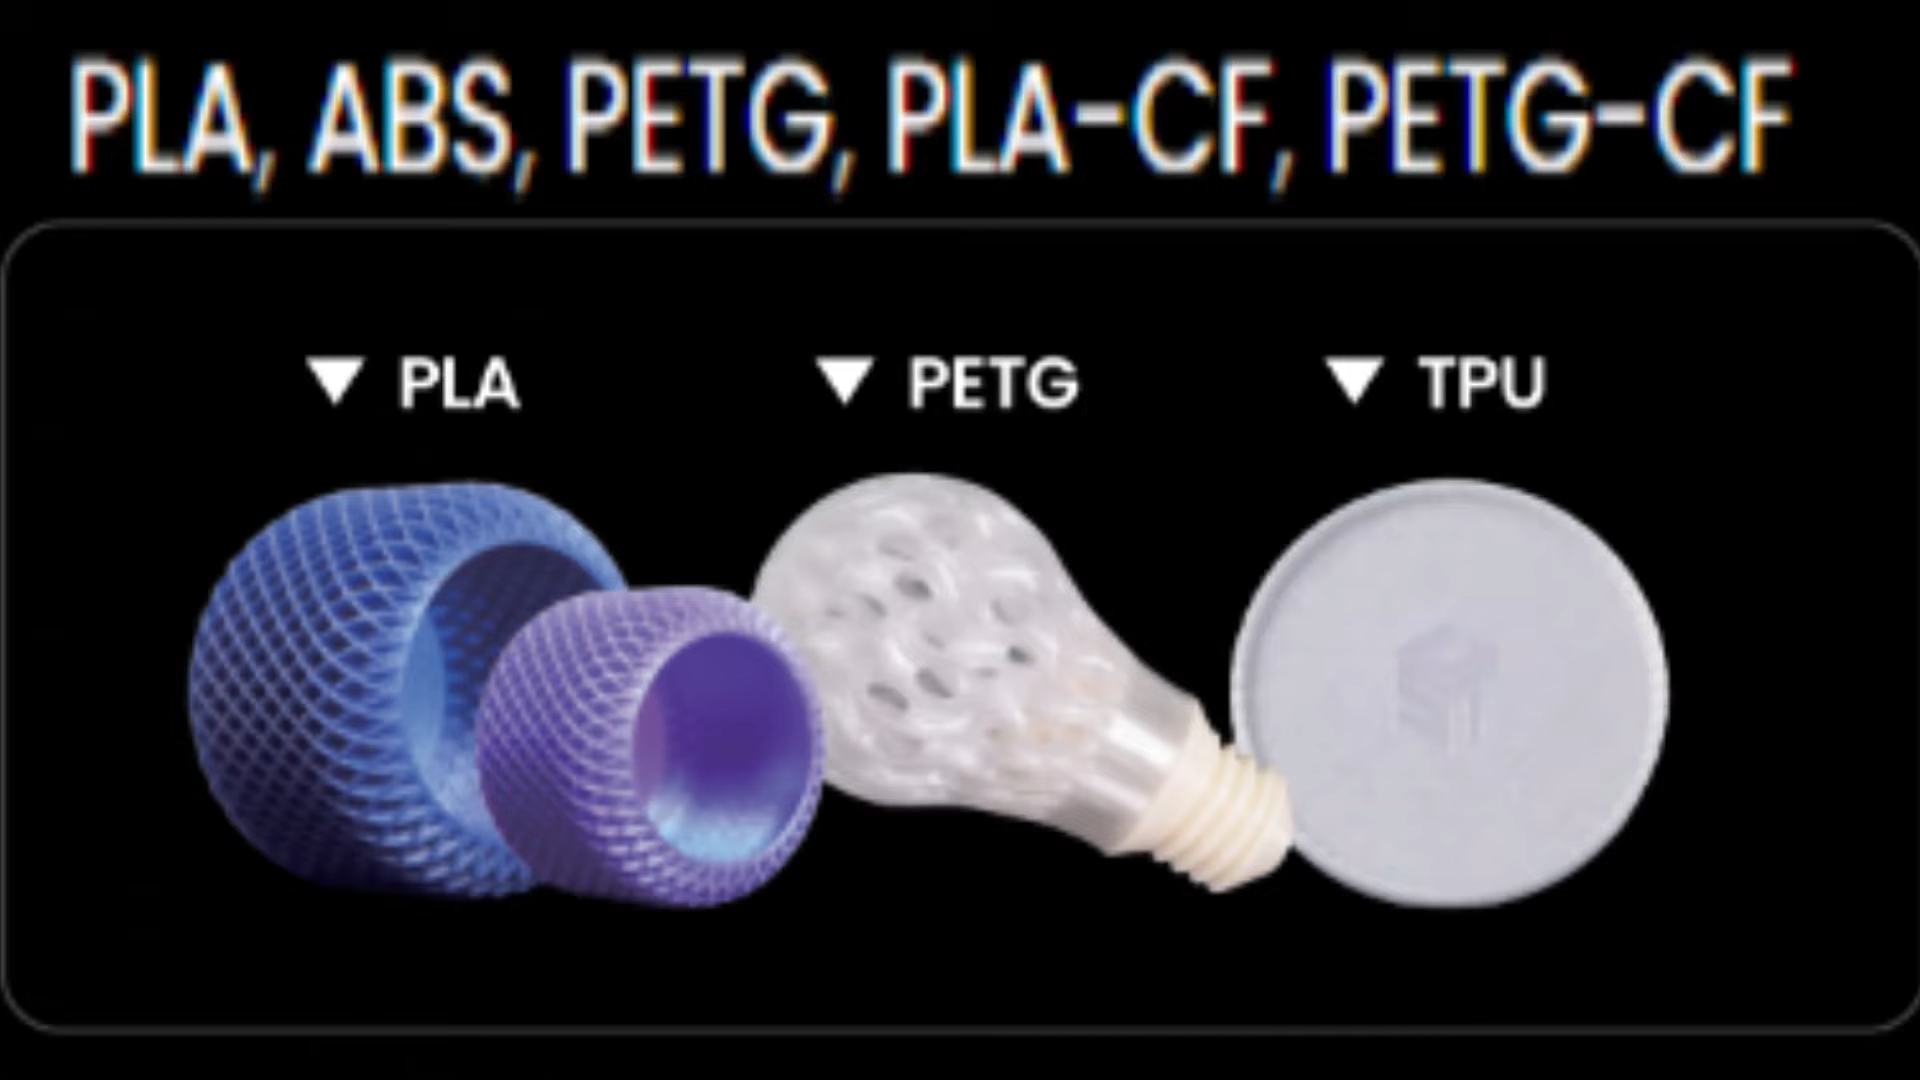 PLA, ABS, PETG, PLA-CF, PETG-CF
▼ PLA ▼ PETG ▼ TPU